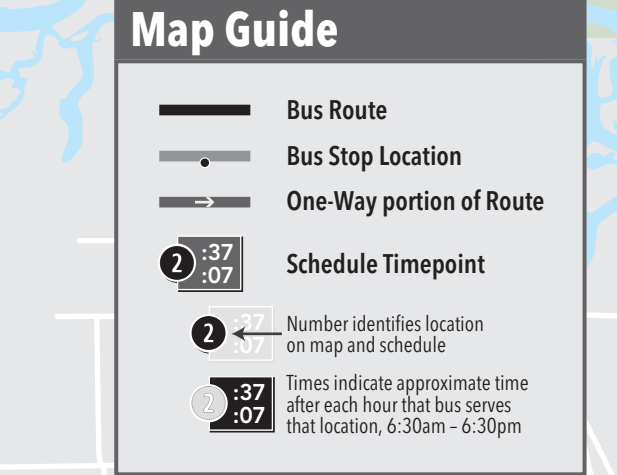 Map Guide
Bus Route
Bus Stop Location
One-Way portion of Route
2 :37
:07
Schedule Timepoint
2 :37
:07
Number identifies location
on map and schedule
2 :37
:07
Times indicate approximate time
after each hour that bus serves
that location, 6:30am – 6:30pm